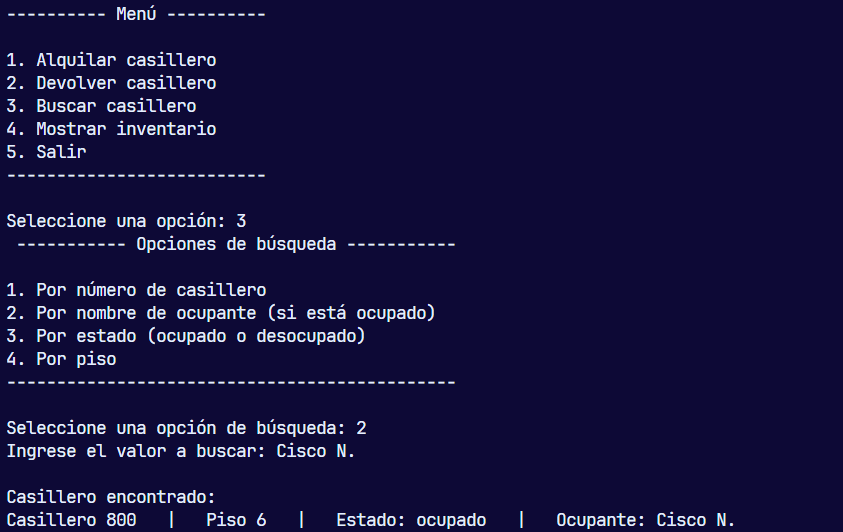 ---------- Menú ----------
1. Alquilar casillero
2. Devolver casillero
3. Buscar casillero
4. Mostrar inventario
5. Salir
--------------------------
Seleccione una opción: 3
----------- Opciones de búsqueda -----------
1. Por número de casillero
2. Por nombre de ocupante (si está ocupado)
3. Por estado (ocupado o desocupado)
4. Por piso
---------------------------------------------
Seleccione una opción de búsqueda: 2
Ingrese el valor a buscar: Cisco N.
Casillero encontrado:
Casillero 800   |   Piso 6   |   Estado: ocupado   |   Ocupante: Cisco N.